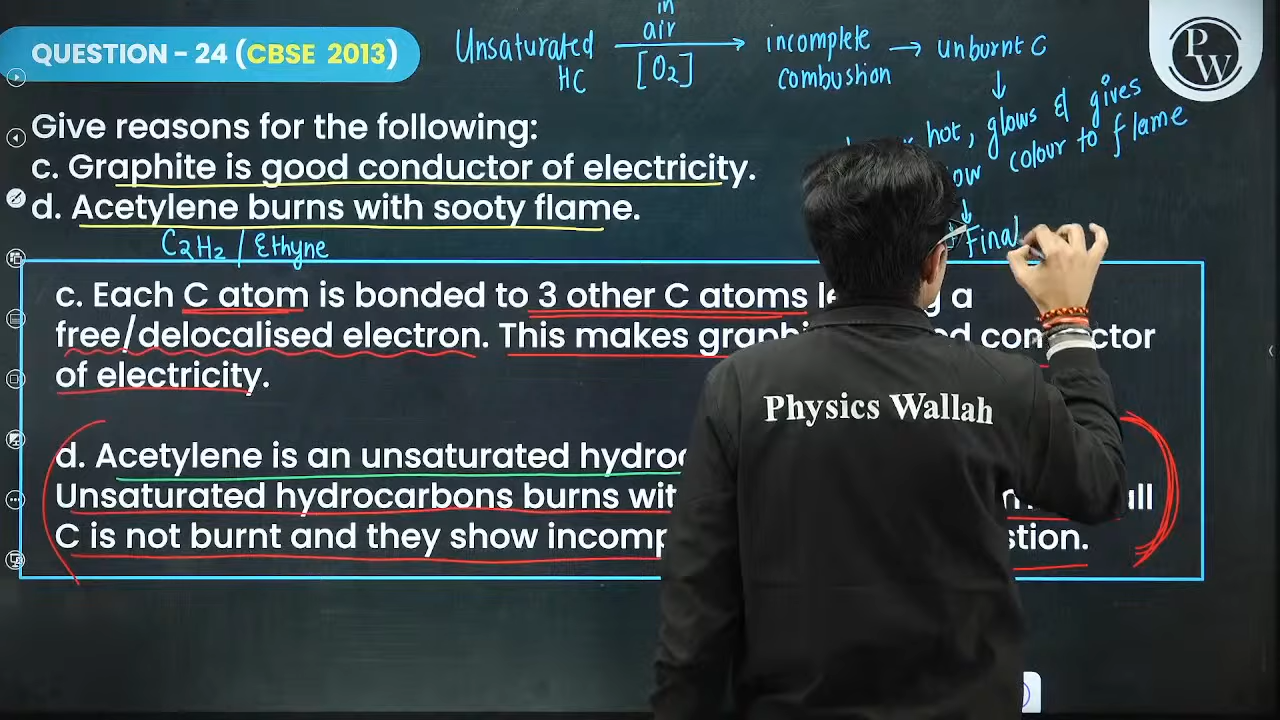 QUESTION - 24 (CBSE 2013)
Unsaturated HC
in air
[O₂]
incomplete combustion → unburnt C
hot, glows & gives
colour to flame
Final
Give reasons for the following:
c. Graphite is good conductor of electricity.
d. Acetylene burns with sooty flame.
C₂H₂ / Ethyne
c. Each C atom is bonded to 3 other C atoms a
free/delocalised electron. This makes
of electricity.
d. Acetylene is an unsaturated
Unsaturated hydrocarbons burns all
C is not burnt and they show
Physics Wallah
PW